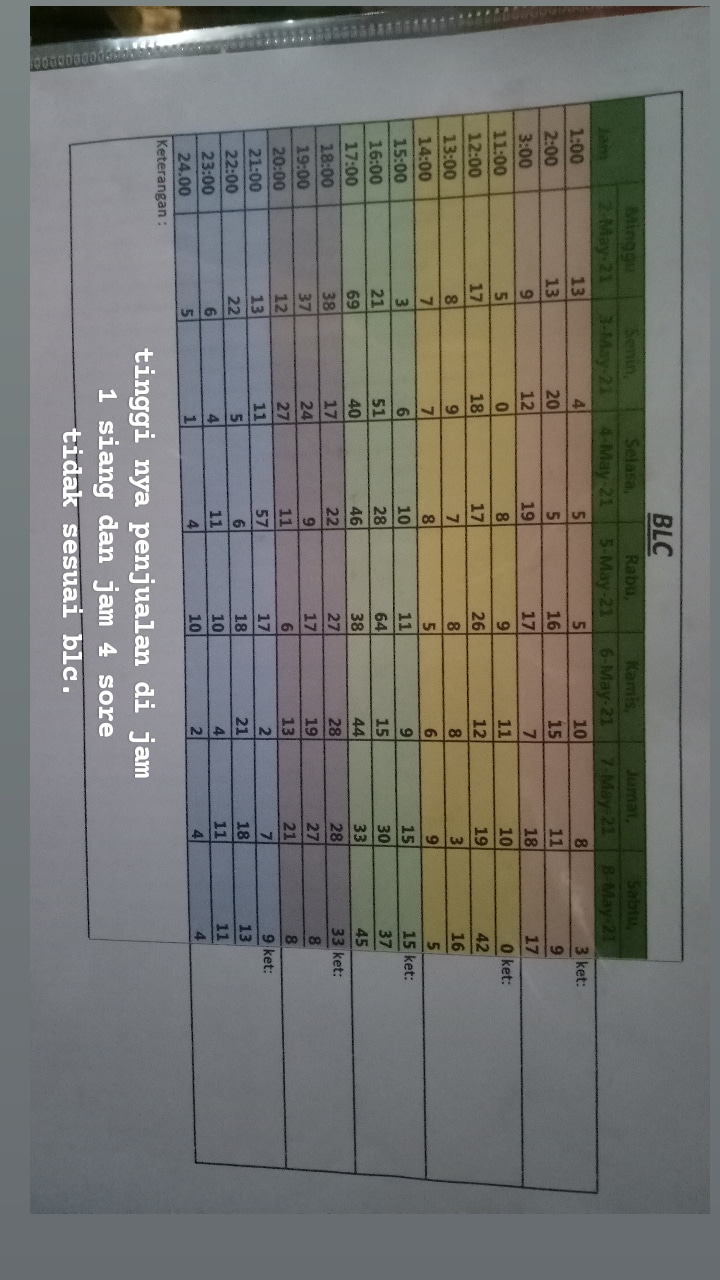 BLC
Jam Minggu Senin, Selasa, Rabu, Kamis, Jumat, Sabtu,
2-May-21 3-May-21 4-May-21 5-May-21 6-May-21 7-May-21 8-May-21
1:00 13 4 5 5 10 8 3 ket:
2:00 13 20 5 16 15 11 9
3:00 9 12 19 17 7 18 17
11:00 5 0 8 9 11 10 0 ket:
12:00 17 18 17 26 12 19 42
13:00 8 9 7 8 8 3 16
14:00 7 7 8 5 6 9 5
15:00 3 6 10 11 9 15 15 ket:
16:00 21 51 28 64 15 30 37
17:00 69 40 46 38 44 33 45
18:00 38 17 22 27 28 28 33 ket:
19:00 37 24 9 17 19 27 8
20:00 12 27 11 6 13 21 8
21:00 13 11 57 17 2 7 9 ket:
22:00 22 5 6 18 21 18 13
23:00 6 4 11 10 4 11 11
24.00 5 1 4 10 2 4 4
Keterangan :
tinggi nya penjualan di jam
1 siang dan jam 4 sore
tidak sesuai blc.